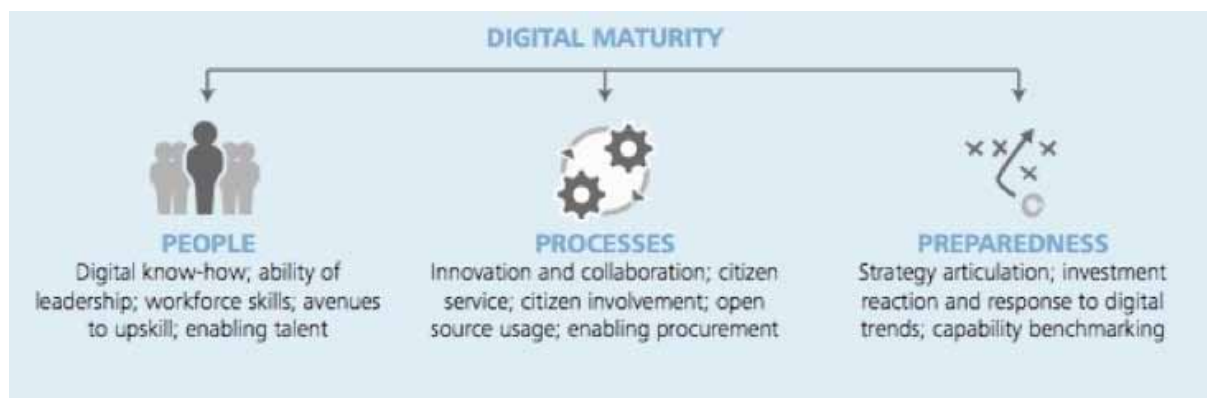 DIGITAL MATURITY
PEOPLE
Digital know-how; ability of
leadership; workforce skills; avenues
to upskill; enabling talent
PROCESSES
Innovation and collaboration; citizen
service; citizen involvement; open
source usage; enabling procurement
PREPAREDNESS
Strategy articulation; investment
reaction and response to digital
trends; capability benchmarking